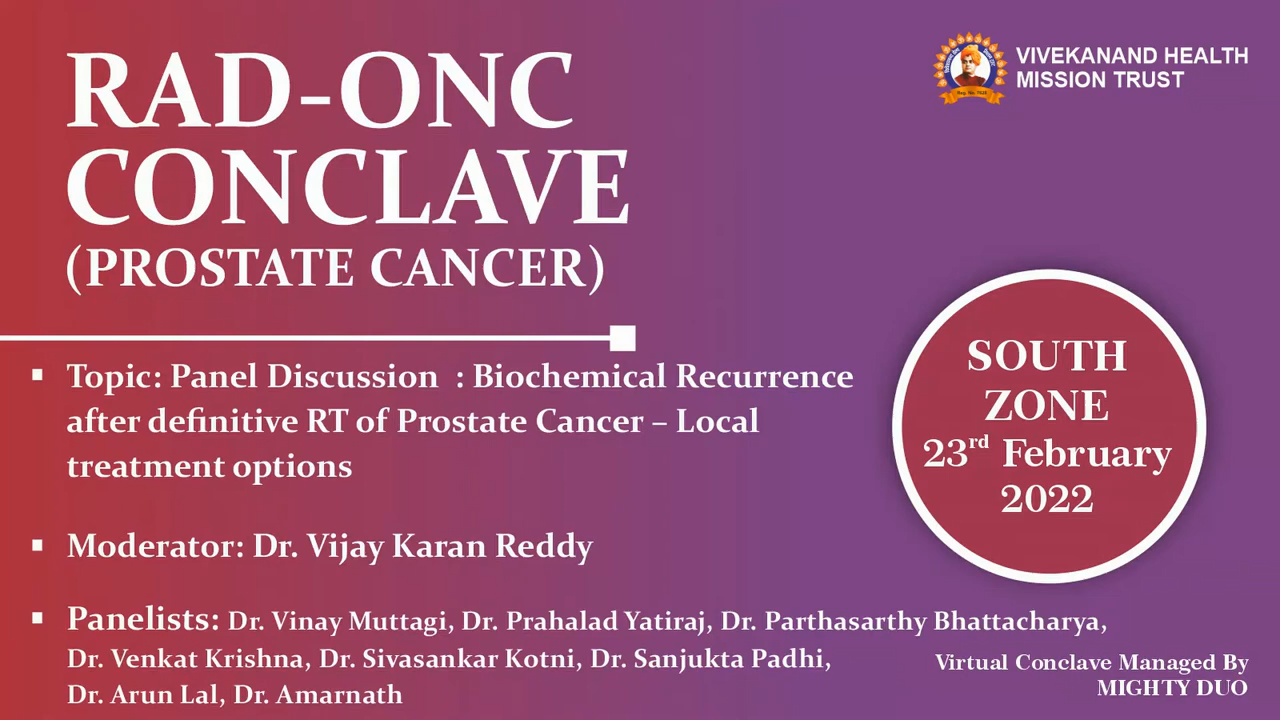 RAD-ONC
CONCLAVE
(PROSTATE CANCER)
VIVEKANAND HEALTH
MISSION TRUST
▪ Topic: Panel Discussion : Biochemical Recurrence
after definitive RT of Prostate Cancer – Local
treatment options
▪ Moderator: Dr. Vijay Karan Reddy
▪ Panelists: Dr. Vinay Muttagi, Dr. Prahalad Yatiraj, Dr. Parthasarthy Bhattacharya,
Dr. Venkat Krishna, Dr. Sivasankar Kotni, Dr. Sanjukta Padhi,
Dr. Arun Lal, Dr. Amarnath
SOUTH
ZONE
23rd February
2022
Virtual Conclave Managed By
MIGHTY DUO